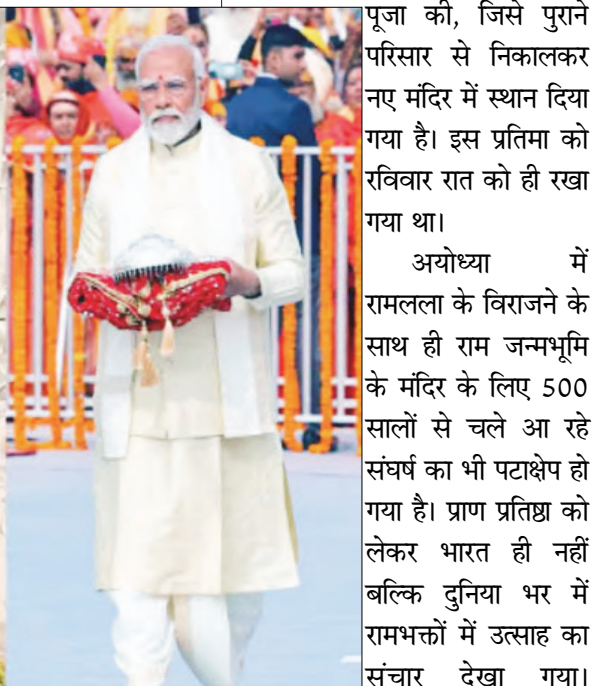 पूजा की, जिसे पुराने
परिसार से निकालकर
नए मंदिर में स्थान दिया
गया है। इस प्रतिमा को
रविवार रात को ही रखा
गया था।
अयोध्या में
रामलला के विराजने के
साथ ही राम जन्मभूमि
के मंदिर के लिए 500
सालों से चले आ रहे
संघर्ष का भी पटाक्षेप हो
गया है। प्राण प्रतिष्ठा को
लेकर भारत ही नहीं
बल्कि दुनिया भर में
रामभक्तों में उत्साह का
संचार देखा गया।